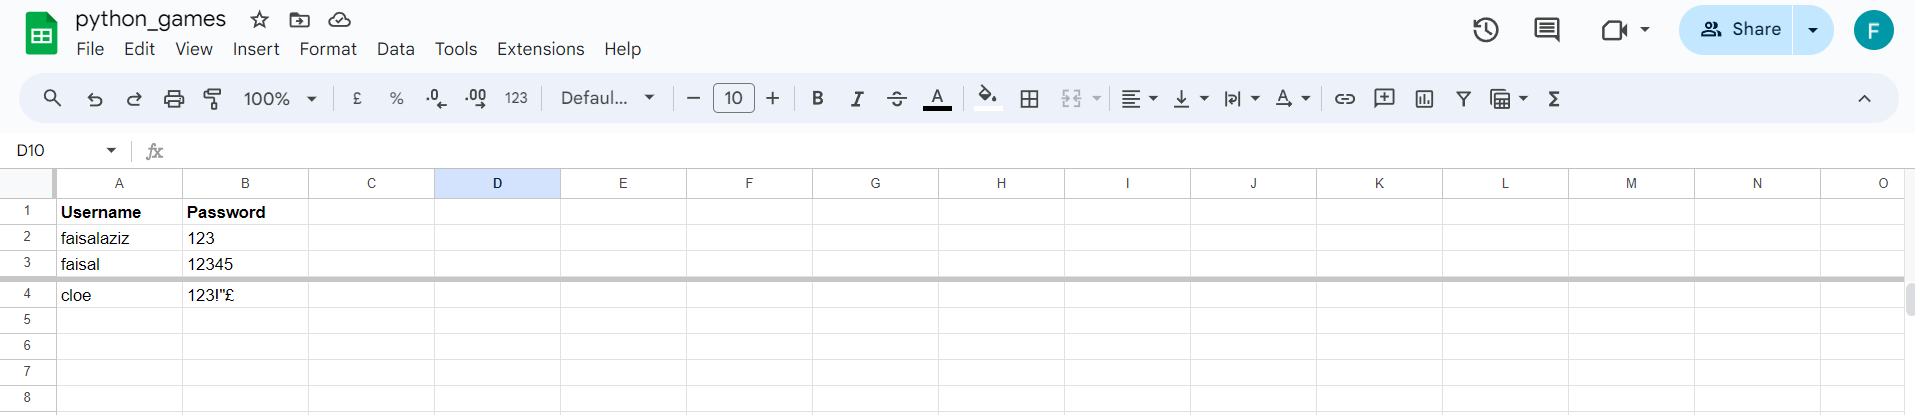 python_games
File Edit View Insert Format Data Tools Extensions Help
Share
F
100% £ % .0 .00 123 Defaul... 10 B I S A A Σ
D10 fx
A B C D E F G H I J K L M N O
1 Username Password
2 faisalaziz 123
3 faisal 12345
4 cloe 123!"£
5
6
7
8